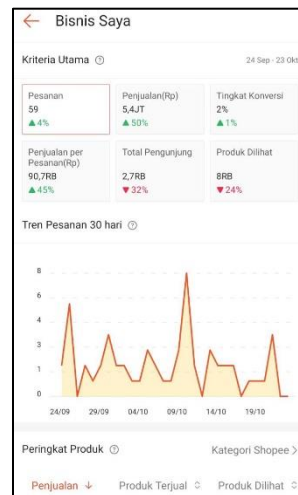 ← Bisnis Saya
Kriteria Utama ?
24 Sep - 23 Okt
Pesanan
59
▲4%
Penjualan(Rp)
5,4JT
▲50%
Tingkat Konversi
2%
▲1%
Penjualan per
Pesanan(Rp)
90,7RB
▲45%
Total Pengunjung
2,7RB
▼32%
Produk Dilihat
8RB
▼24%
Tren Pesanan 30 hari ?
8
6
4
3
1
0
24/09 29/09 04/10 09/10 14/10 19/10
Peringkat Produk ?
Kategori Shopee >
Penjualan ↓ Produk Terjual Produk Dilihat